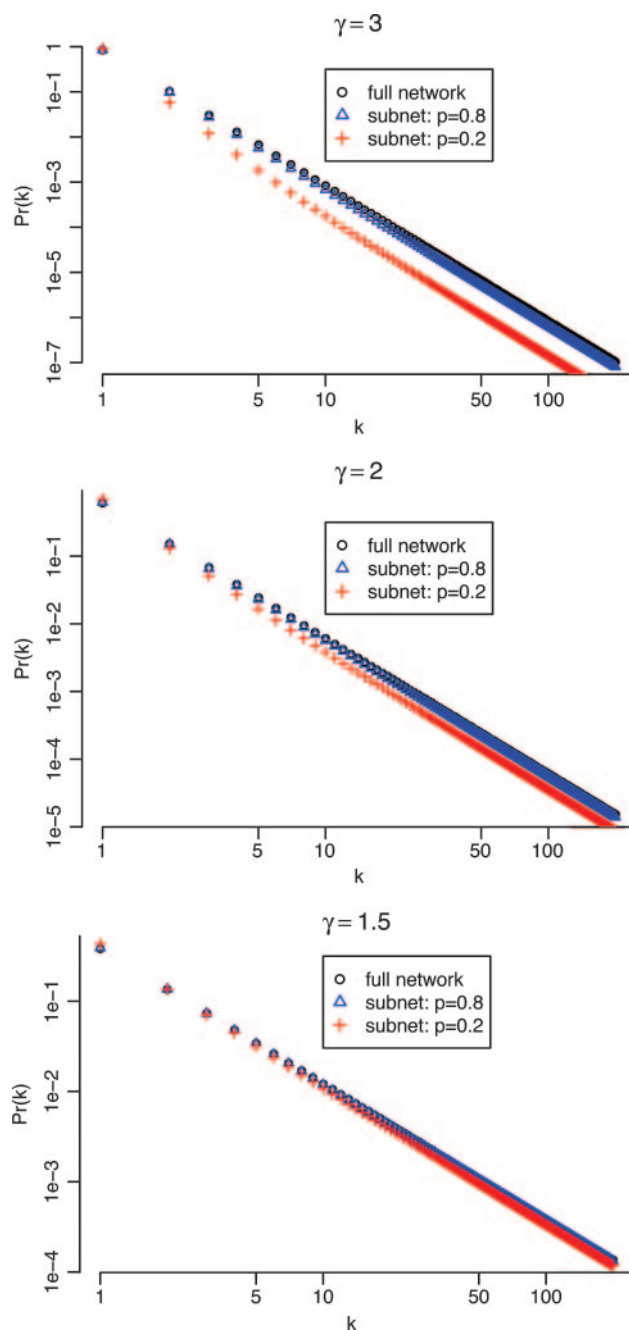 γ = 3
full network
subnet: p=0.8
subnet: p=0.2
Pr(k)
1
1e−1
1e−3
1e−5
1e−7
1 5 10 50 100
k
γ = 2
full network
subnet: p=0.8
subnet: p=0.2
Pr(k)
1e−1
1e−2
1e−3
1e−4
1e−5
1 5 10 50 100
k
γ = 1.5
full network
subnet: p=0.8
subnet: p=0.2
Pr(k)
1e−1
1e−2
1e−3
1e−4
1 5 10 50 100
k